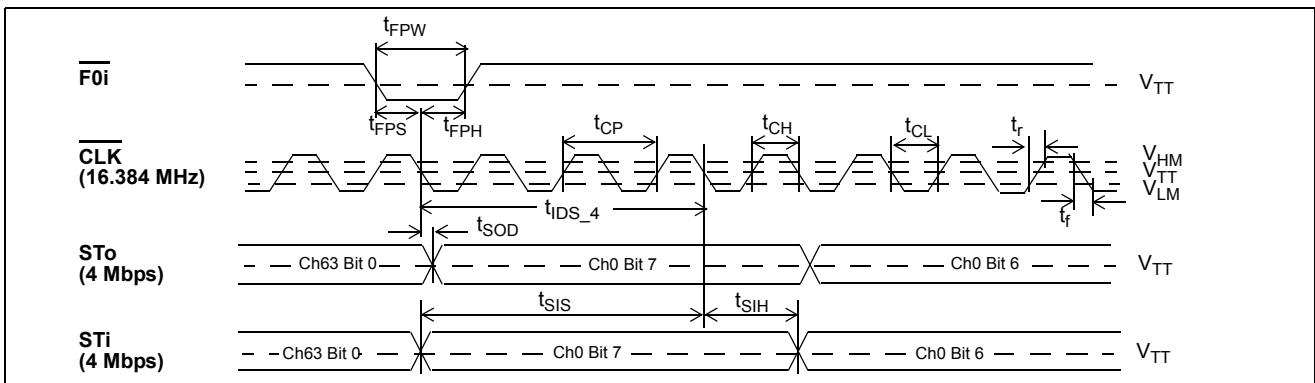 tFPW
F0i
VTT
tFPS tFPH
CLK
(16.384 MHz)
tCP tCH tCL tr
VHM
VTT
VLM
tf
tIDS_4
tSOD
STo
(4 Mbps)
Ch63 Bit 0 Ch0 Bit 7 Ch0 Bit 6 VTT
tSIS tSIH
STi
(4 Mbps)
Ch63 Bit 0 Ch0 Bit 7 Ch0 Bit 6 VTT